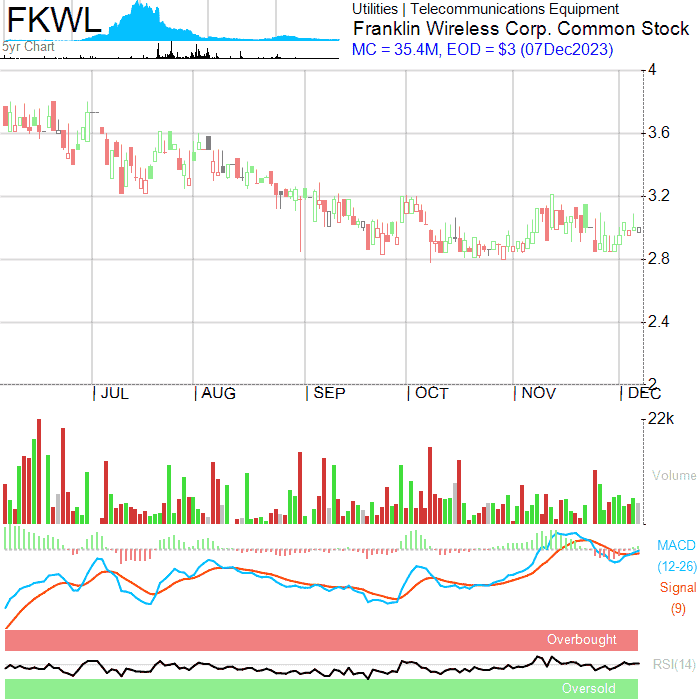 FKWL
5yr Chart
Utilities | Telecommunications Equipment
Franklin Wireless Corp. Common Stock
MC = 35.4M, EOD = $3 (07Dec2023)
4
3.6
3.2
2.8
2.4
2
JUL AUG SEP OCT NOV DEC
22k
Volume
MACD
(12-26)
Signal
(9)
Overbought
RSI(14)
Oversold